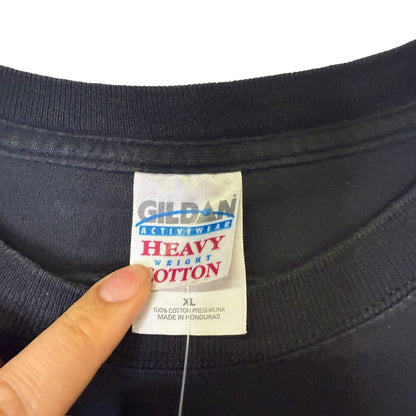 GILDAN
ACTIVEWEAR
HEAVY
WEIGHT
COTTON
XL
100% COTTON PRESHRUNK
MADE IN HONDURAS